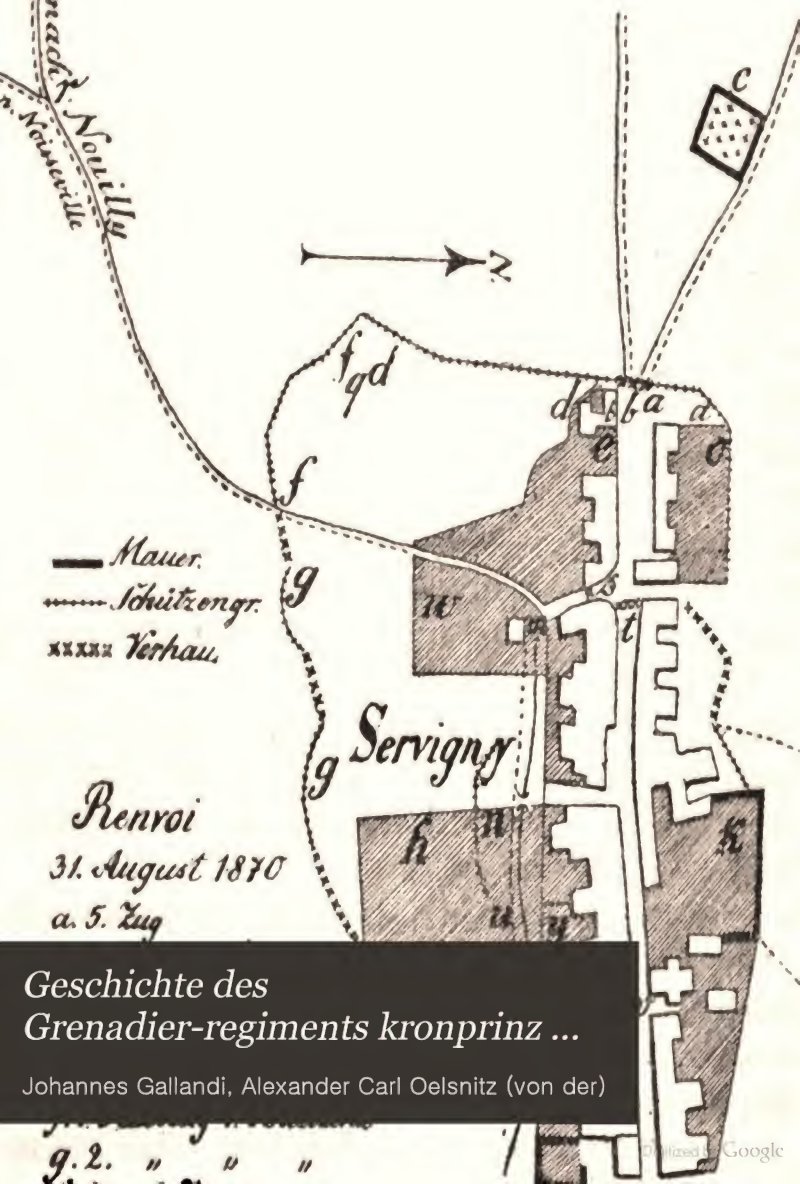 nach P. Nouilly
n. Noisseville
c
N
f g d
d b a d
e o
f
Mauer.
Schützengr.
Verhau.
g
w
s
t
Servigny
g
Renvoi
31. August 1870
a. 5. Zug
h
n
k
u
y
Geschichte des
Grenadier-regiments kronprinz ...
Johannes Gallandi, Alexander Carl Oelsnitz (von der)
g. 2. " " "
Digitized by Google